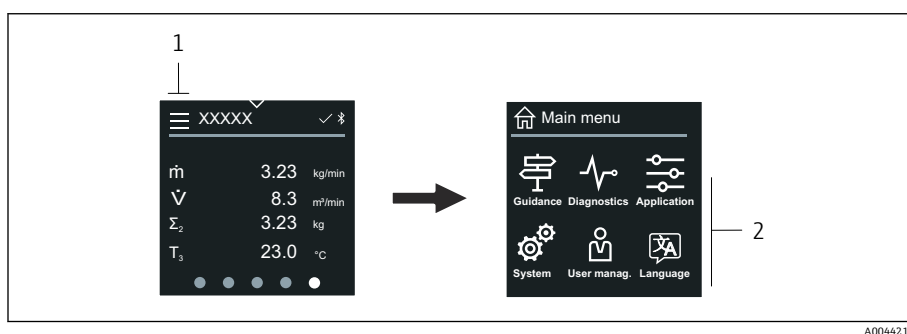 1
XXXXX
ṁ 3.23 kg/min
V̇ 8.3 m³/min
Σ₂ 3.23 kg
T₃ 23.0 °C
Main menu
Guidance Diagnostics Application
System User manag. Language
2
A004421